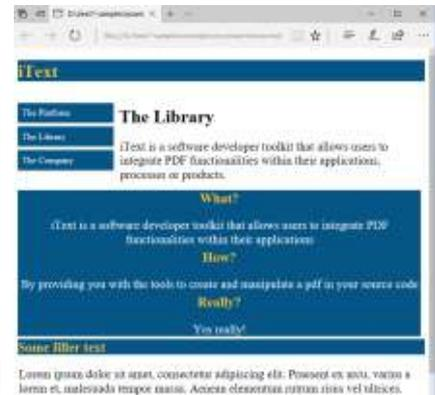 iText
The Platform
The Library
The Company
The Library
iText is a software developer toolkit that allows users to
integrate PDF functionalities within their applications,
processes or products.
What?
iText is a software developer toolkit that allows users to integrate PDF
functionalities within their applications
How?
By providing you with the tools to create and manipulate a pdf in your source code
Really?
Yes really!
Some filler text
Lorem ipsum dolor sit amet, consectetur adipiscing elit. Praesent ex arcu, varius a
lorem et, malesuada tempor massa. Aenean elementum rutrum risus vel ultrices.